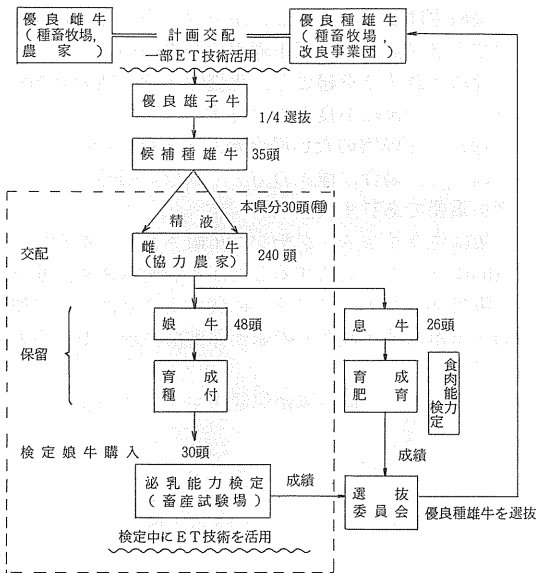 優良雌牛
(種畜牧場,
農家)
計画交配
一部ET技術活用
優良種雄牛
(種畜牧場,
改良事業団)
優良雄子牛
1/4選抜
候補種雄牛
35頭
本県分30頭(種)
精液
交配
雌牛
(協力農家)
240頭
娘牛
48頭
息牛
26頭
保留
育成
種付
育成
肥育
食肉能力
検定
検定娘牛購入
30頭
成績
泌乳能力検定
(畜産試験場)
成績
選抜
委員会
優良種雄牛を選抜
検定中にET技術を活用